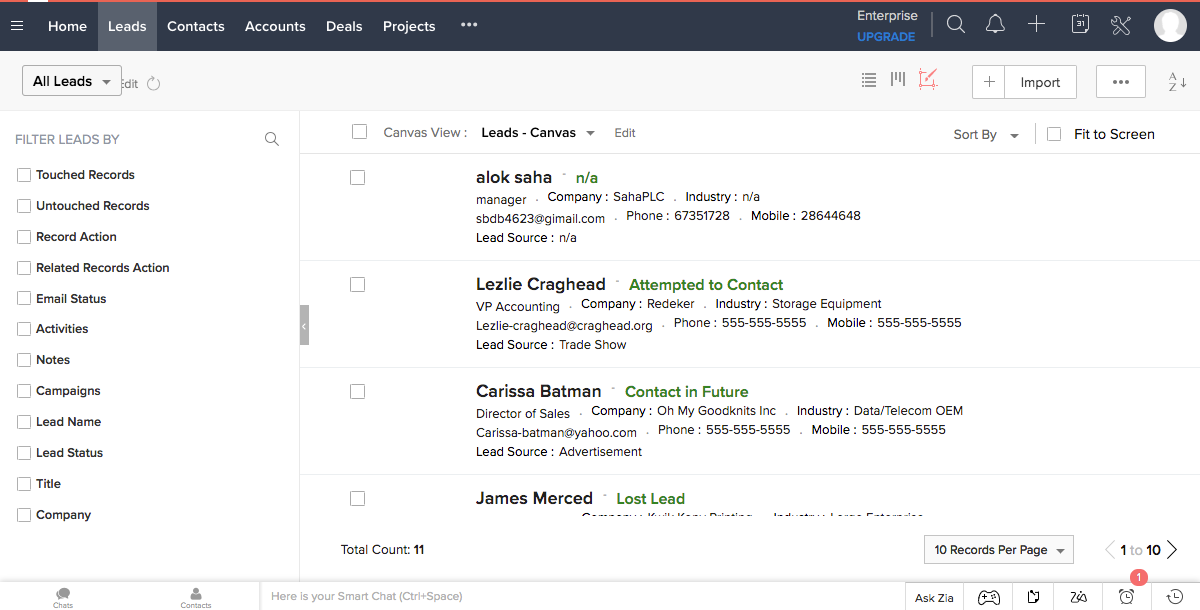 Home Leads Contacts Accounts Deals Projects ••• Enterprise
UPGRADE
31
All Leads Edit
Import •••
A
Z
FILTER LEADS BY
Touched Records
Untouched Records
Record Action
Related Records Action
Email Status
Activities
Notes
Campaigns
Lead Name
Lead Status
Title
Company
Canvas View : Leads - Canvas Edit Sort By Fit to Screen
alok saha - n/a
manager . Company : SahaPLC . Industry : n/a
sbdb4623@gimail.com . Phone : 67351728 . Mobile : 28644648
Lead Source : n/a
Lezlie Craghead - Attempted to Contact
VP Accounting . Company : Redeker . Industry : Storage Equipment
Lezlie-craghead@craghead.org . Phone : 555-555-5555 . Mobile : 555-555-5555
Lead Source : Trade Show
Carissa Batman - Contact in Future
Director of Sales . Company : Oh My Goodknits Inc . Industry : Data/Telecom OEM
Carissa-batman@yahoo.com . Phone : 555-555-5555 . Mobile : 555-555-5555
Lead Source : Advertisement
James Merced - Lost Lead
Company : Kwik Kopy Printing . Industry : Large Enterprise
Total Count: 11 10 Records Per Page 1 to 10
Chats Contacts Here is your Smart Chat (Ctrl+Space) Ask Zia 1